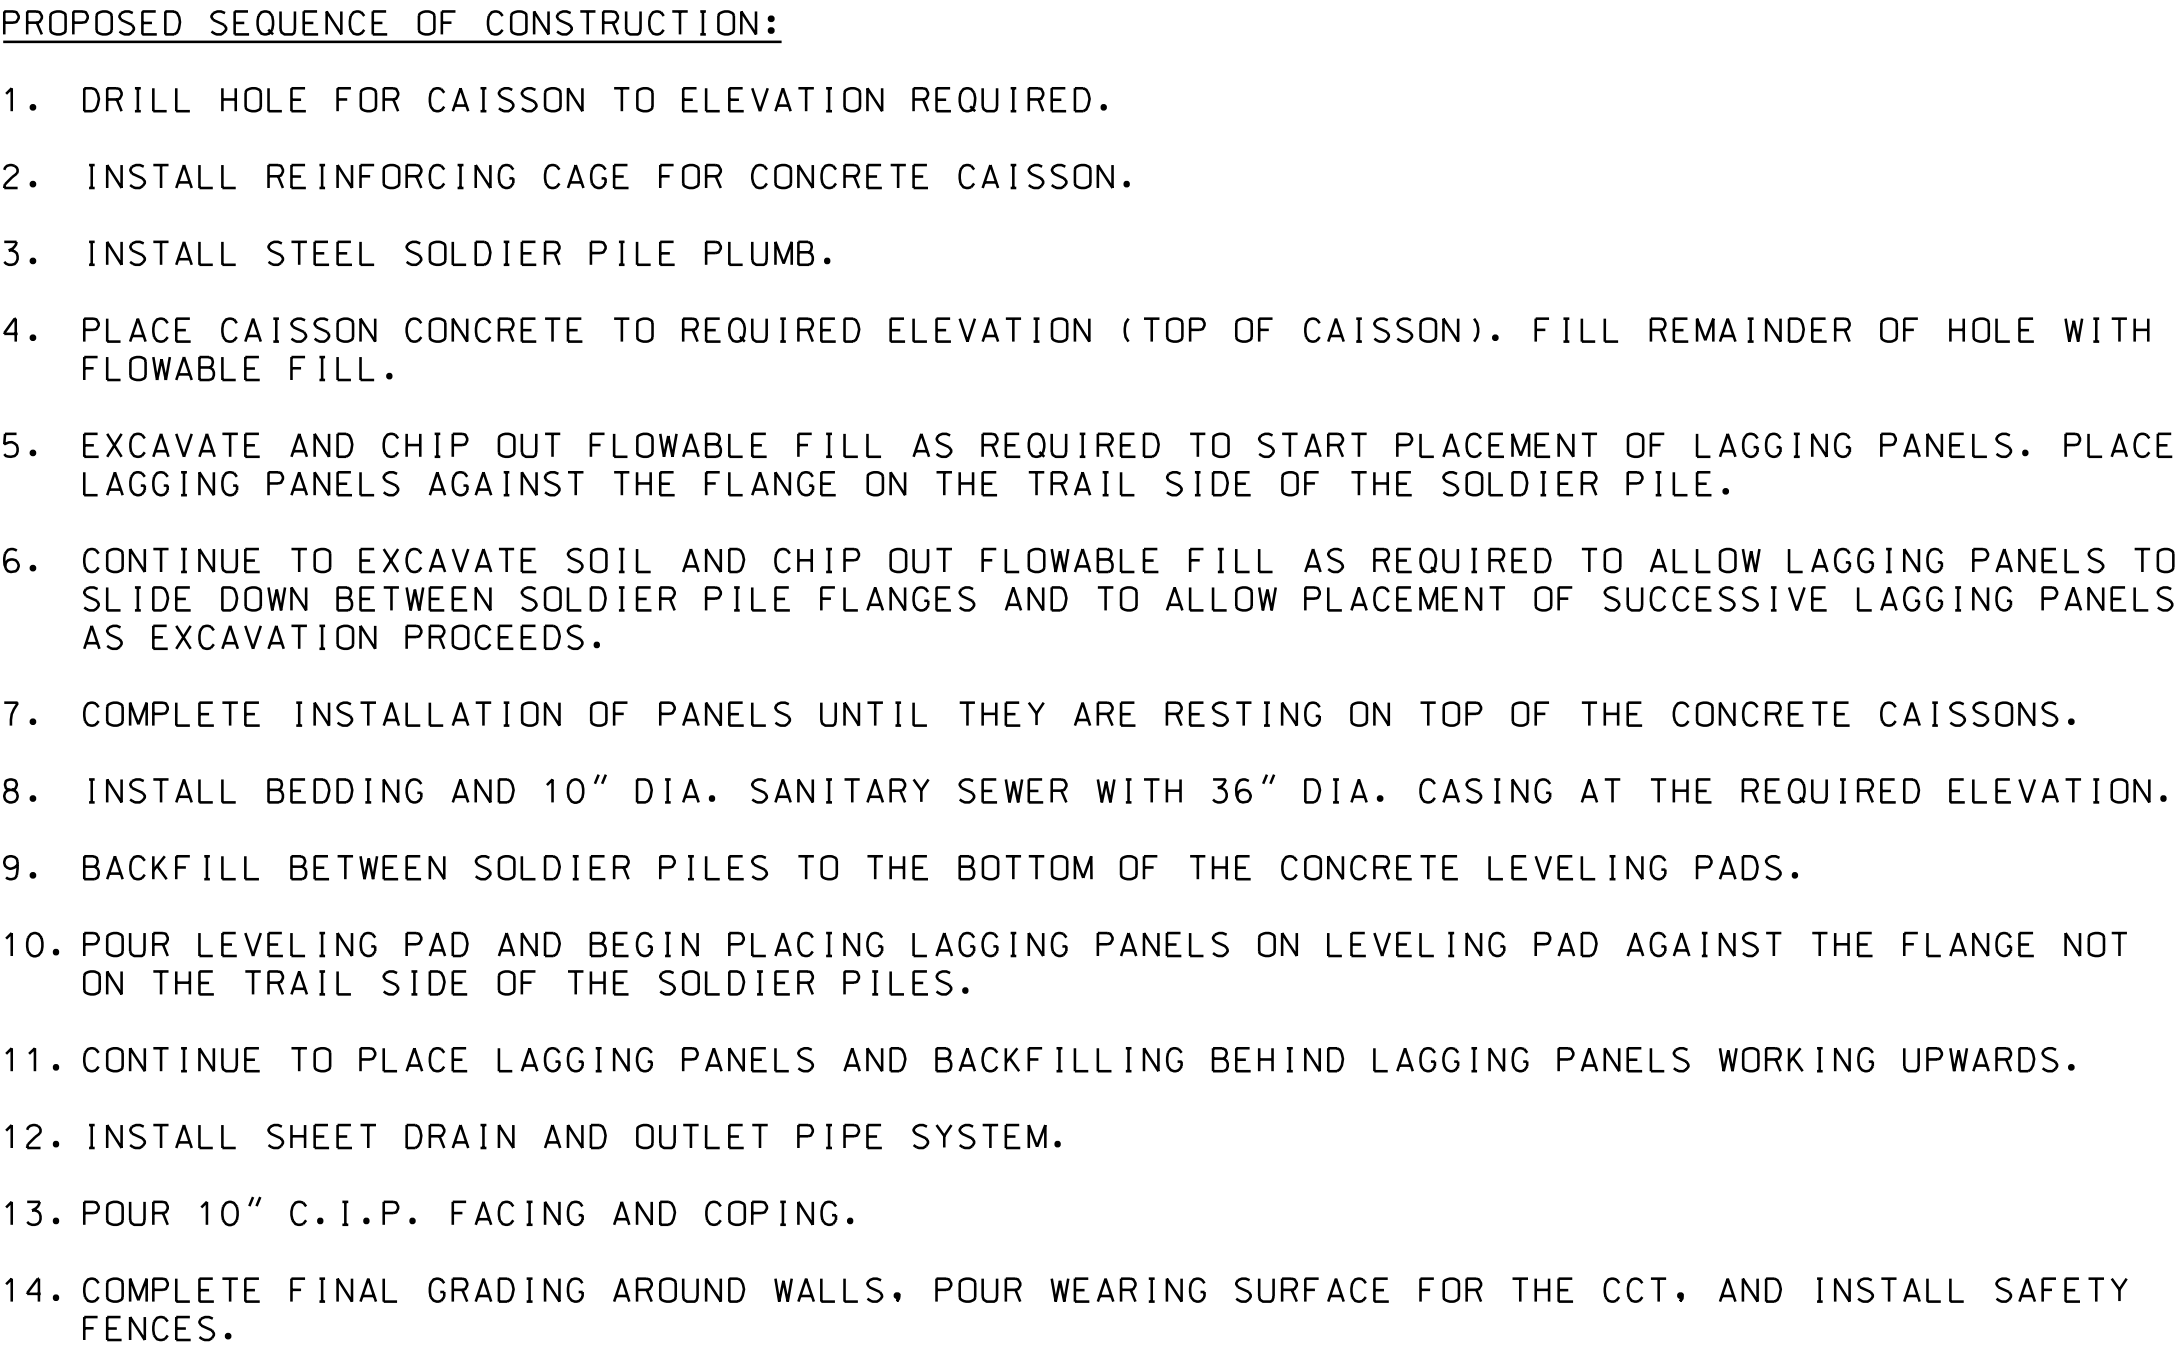 PROPOSED SEQUENCE OF CONSTRUCTION:
1. DRILL HOLE FOR CAISSON TO ELEVATION REQUIRED.
2. INSTALL REINFORCING CAGE FOR CONCRETE CAISSON.
3. INSTALL STEEL SOLDIER PILE PLUMB.
4. PLACE CAISSON CONCRETE TO REQUIRED ELEVATION (TOP OF CAISSON). FILL REMAINDER OF HOLE WITH
FLOWABLE FILL.
5. EXCAVATE AND CHIP OUT FLOWABLE FILL AS REQUIRED TO START PLACEMENT OF LAGGING PANELS. PLACE
LAGGING PANELS AGAINST THE FLANGE ON THE TRAIL SIDE OF THE SOLDIER PILE.
6. CONTINUE TO EXCAVATE SOIL AND CHIP OUT FLOWABLE FILL AS REQUIRED TO ALLOW LAGGING PANELS TO
SLIDE DOWN BETWEEN SOLDIER PILE FLANGES AND TO ALLOW PLACEMENT OF SUCCESSIVE LAGGING PANELS
AS EXCAVATION PROCEEDS.
7. COMPLETE INSTALLATION OF PANELS UNTIL THEY ARE RESTING ON TOP OF THE CONCRETE CAISSONS.
8. INSTALL BEDDING AND 10" DIA. SANITARY SEWER WITH 36" DIA. CASING AT THE REQUIRED ELEVATION.
9. BACKFILL BETWEEN SOLDIER PILES TO THE BOTTOM OF THE CONCRETE LEVELING PADS.
10. POUR LEVELING PAD AND BEGIN PLACING LAGGING PANELS ON LEVELING PAD AGAINST THE FLANGE NOT
ON THE TRAIL SIDE OF THE SOLDIER PILES.
11. CONTINUE TO PLACE LAGGING PANELS AND BACKFILLING BEHIND LAGGING PANELS WORKING UPWARDS.
12. INSTALL SHEET DRAIN AND OUTLET PIPE SYSTEM.
13. POUR 10" C.I.P. FACING AND COPING.
14. COMPLETE FINAL GRADING AROUND WALLS, POUR WEARING SURFACE FOR THE CCT, AND INSTALL SAFETY
FENCES.